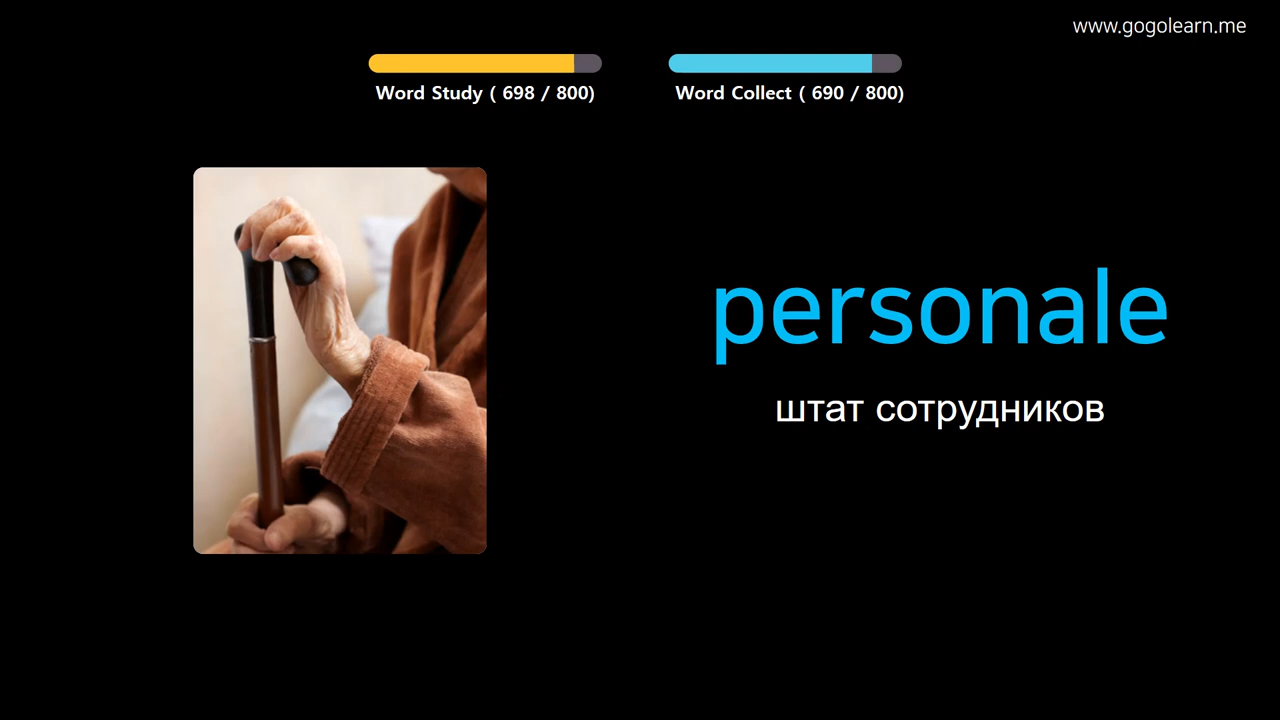 www.gogolearn.me
Word Study ( 698 / 800)
Word Collect ( 690 / 800)
personale
штат сотрудников